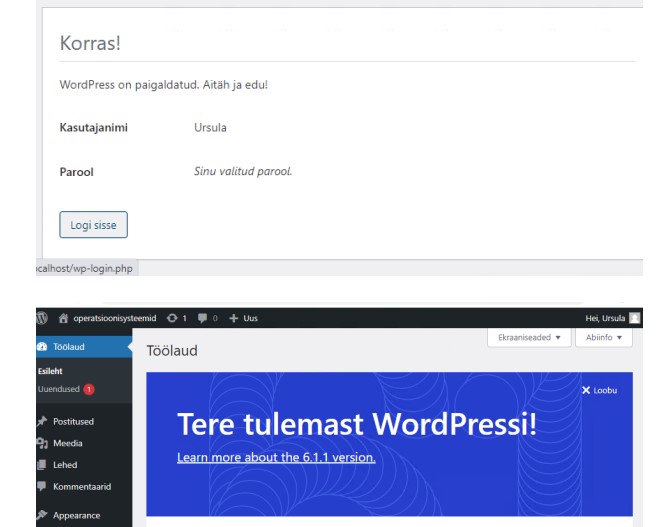 Korras!
WordPress on paigaldatud. Aitäh ja edu!
Kasutajanimi Ursula
Parool Sinu valitud parool.
Logi sisse
calhost/wp-login.php
operatsioonisysteemid 1 0 + Uus Hei, Ursula
Töölaud Ekraaniseaded ▼ Abiinfo ▼
Töölaud
Esileht
Uuendused 1
Postitused
Meedia
Lehed
Kommentaarid
Appearance
Loobu
Tere tulemast WordPressi!
Learn more about the 6.1.1 version.